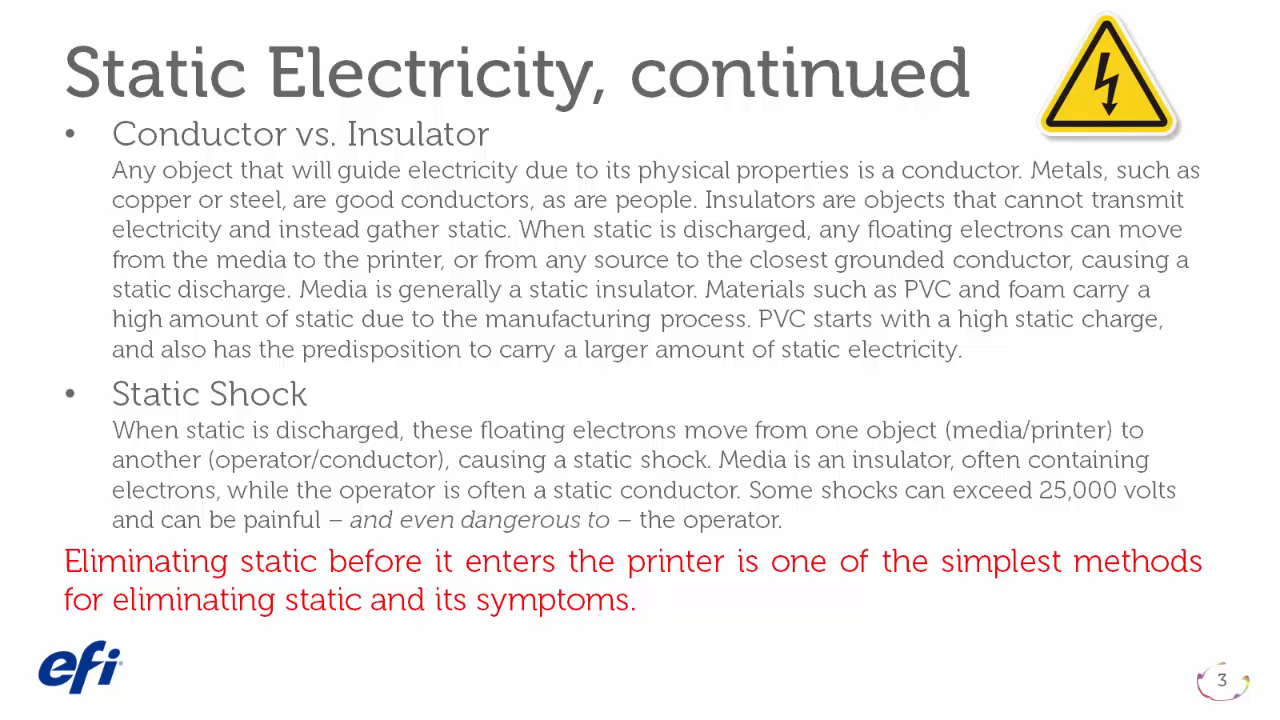 Static Electricity, continued
• Conductor vs. Insulator
Any object that will guide electricity due to its physical properties is a conductor. Metals, such as
copper or steel, are good conductors, as are people. Insulators are objects that cannot transmit
electricity and instead gather static. When static is discharged, any floating electrons can move
from the media to the printer, or from any source to the closest grounded conductor, causing a
static discharge. Media is generally a static insulator. Materials such as PVC and foam carry a
high amount of static due to the manufacturing process. PVC starts with a high static charge,
and also has the predisposition to carry a larger amount of static electricity.
• Static Shock
When static is discharged, these floating electrons move from one object (media/printer) to
another (operator/conductor), causing a static shock. Media is an insulator, often containing
electrons, while the operator is often a static conductor. Some shocks can exceed 25,000 volts
and can be painful – and even dangerous to – the operator.
Eliminating static before it enters the printer is one of the simplest methods
for eliminating static and its symptoms.
efi
3